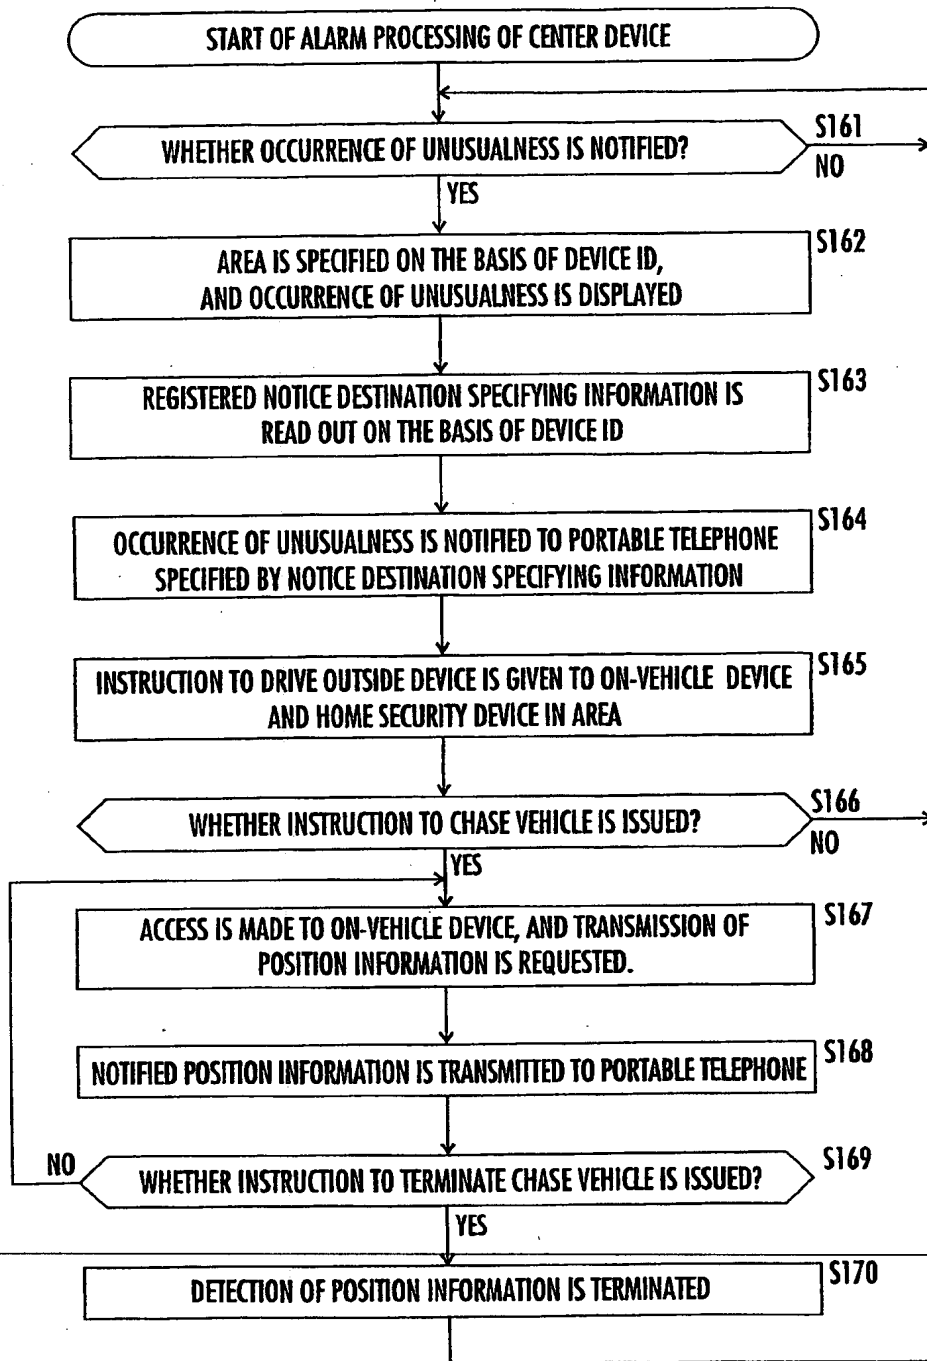 START OF ALARM PROCESSING OF CENTER DEVICE
WHETHER OCCURRENCE OF UNUSUALNESS IS NOTIFIED?
S161
NO
YES
S162
AREA IS SPECIFIED ON THE BASIS OF DEVICE ID,
AND OCCURRENCE OF UNUSUALNESS IS DISPLAYED
S163
REGISTERED NOTICE DESTINATION SPECIFYING INFORMATION IS
READ OUT ON THE BASIS OF DEVICE ID
S164
OCCURRENCE OF UNUSUALNESS IS NOTIFIED TO PORTABLE TELEPHONE
SPECIFIED BY NOTICE DESTINATION SPECIFYING INFORMATION
S165
INSTRUCTION TO DRIVE OUTSIDE DEVICE IS GIVEN TO ON-VEHICLE DEVICE
AND HOME SECURITY DEVICE IN AREA
S166
WHETHER INSTRUCTION TO CHASE VEHICLE IS ISSUED?
NO
YES
S167
ACCESS IS MADE TO ON-VEHICLE DEVICE, AND TRANSMISSION OF
POSITION INFORMATION IS REQUESTED.
S168
NOTIFIED POSITION INFORMATION IS TRANSMITTED TO PORTABLE TELEPHONE
NO
S169
WHETHER INSTRUCTION TO TERMINATE CHASE VEHICLE IS ISSUED?
YES
S170
DETECTION OF POSITION INFORMATION IS TERMINATED